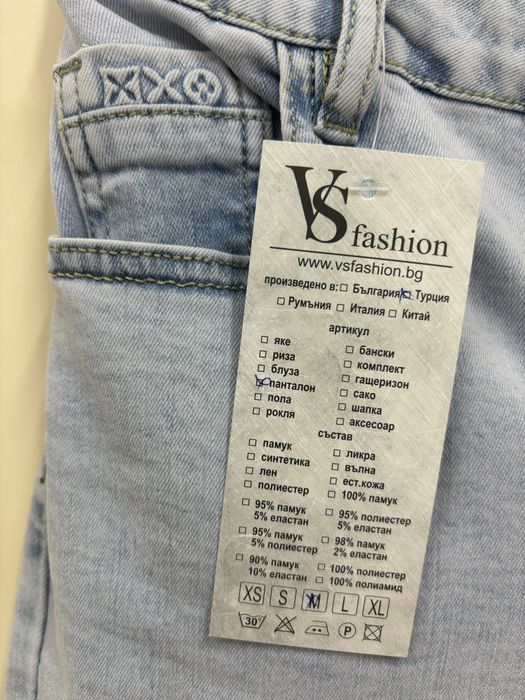 VS fashion
www.vsfashion.bg
произведено в: □ България □ Турция
□ Румъния □ Италия □ Китай
артикул
□ яке
□ риза
□ блуза
□ панталон
□ пола
□ рокля
□ бански
□ комплект
□ гащеризон
□ сако
□ шапка
□ аксесоар
състав
□ памук
□ синтетика
□ лен
□ полиестер
□ ликра
□ вълна
□ ест.кожа
□ 100% памук
□ 95% памук
5% еластан
□ 95% полиестер
5% еластан
□ 95% памук
5% полиестер
□ 98% памук
2% еластан
□ 90% памук
10% еластан
□ 100% полиестер
□ 100% полиамид
XS S M L XL
30° P